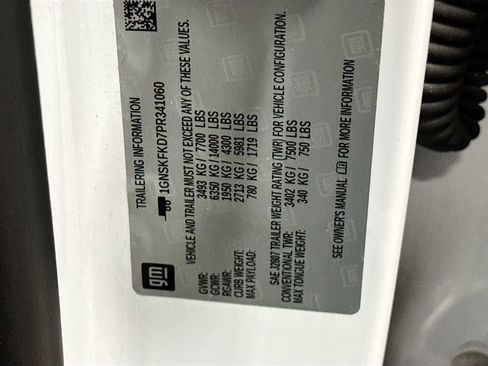 gm
TRAILERING INFORMATION
1GNSKFKD7PR341060
VEHICLE AND TRAILER MUST NOT EXCEED ANY OF THESE VALUES.
GVWR: 3493 KG / 7700 LBS
GCWR: 6350 KG / 14000 LBS
RGAWR: 1950 KG / 4300 LBS
CURB WEIGHT: 2713 KG / 5981 LBS
MAX PAYLOAD: 780 KG / 1719 LBS
SAE J2807 TRAILER WEIGHT RATING (TWR) FOR VEHICLE CONFIGURATION.
CONVENTIONAL TWR: 3402 KG / 7500 LBS
MAX TONGUE WEIGHT: 340 KG / 750 LBS
SEE OWNER'S MANUAL FOR MORE INFORMATION.